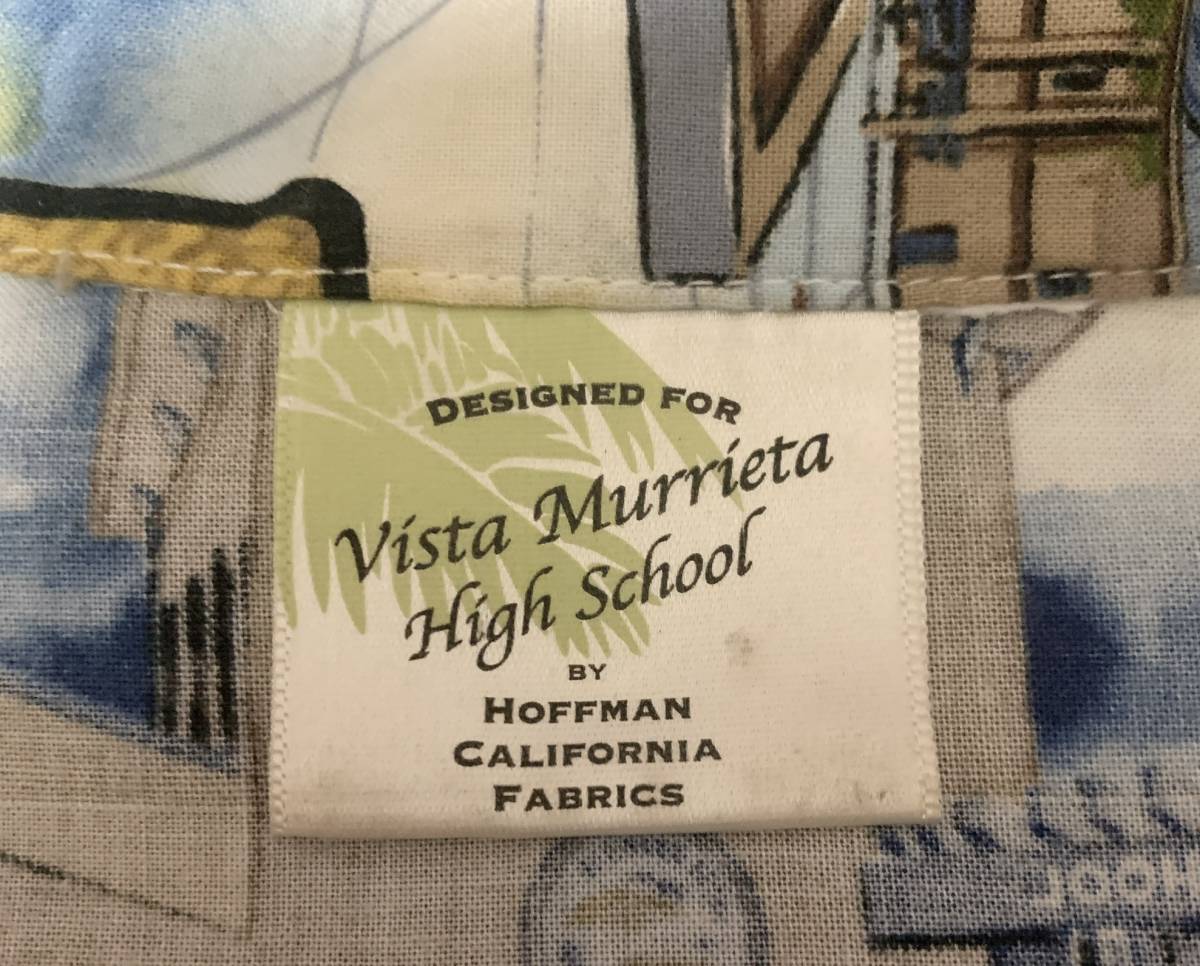 DESIGNED FOR
Vista Murrieta
High School
BY
HOFFMAN
CALIFORNIA
FABRICS